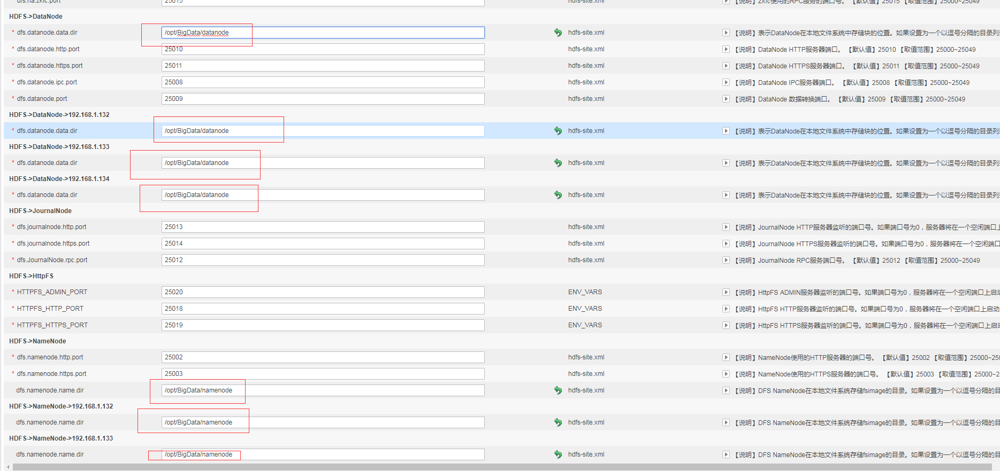 dfs.ha.zkfc.port 25015 hdfs-site.xml 【说明】Zkfc使用的RPC服务的端口号。 【默认值】25015 【取值范围】25000~25049
HDFS->DataNode
* dfs.datanode.data.dir /opt/BigData/datanode hdfs-site.xml 【说明】表示DataNode在本地文件系统中存储块的位置。如果设置为一个以逗号分隔的目录列
* dfs.datanode.http.port 25010 hdfs-site.xml 【说明】DataNode HTTP服务器端口。 【默认值】25010 【取值范围】25000~25049
* dfs.datanode.https.port 25011 hdfs-site.xml 【说明】DataNode HTTPS服务器端口。 【默认值】25011 【取值范围】25000~25049
* dfs.datanode.ipc.port 25008 hdfs-site.xml 【说明】DataNode IPC服务器端口。 【默认值】25008 【取值范围】25000~25049
* dfs.datanode.port 25009 hdfs-site.xml 【说明】DataNode 数据转换端口。 【默认值】25009 【取值范围】25000~25049
HDFS->DataNode->192.168.1.132
* dfs.datanode.data.dir /opt/BigData/datanode hdfs-site.xml 【说明】表示DataNode在本地文件系统中存储块的位置。如果设置为一个以逗号分隔的目录列
HDFS->DataNode->192.168.1.133
* dfs.datanode.data.dir /opt/BigData/datanode hdfs-site.xml 【说明】表示DataNode在本地文件系统中存储块的位置。如果设置为一个以逗号分隔的目录列
HDFS->DataNode->192.168.1.134
* dfs.datanode.data.dir /opt/BigData/datanode hdfs-site.xml 【说明】表示DataNode在本地文件系统中存储块的位置。如果设置为一个以逗号分隔的目录列
HDFS->JournalNode
* dfs.journalnode.http.port 25013 hdfs-site.xml 【说明】JournalNode HTTP服务器监听的端口号。如果端口号为0，服务器将在一个空闲端口上
* dfs.journalnode.https.port 25014 hdfs-site.xml 【说明】JournalNode HTTPS服务器监听的端口号。如果端口号为0，服务器将在一个空闲端口
* dfs.JournalNode.rpc.port 25012 hdfs-site.xml 【说明】JournalNode RPC服务端口号。 【默认值】25012 【取值范围】25000~25049
HDFS->HttpFS
* HTTPFS_ADMIN_PORT 25020 ENV_VARS 【说明】HttpFS ADMIN服务器监听的端口号。如果端口号为0，服务器将在一个空闲端口上启动
* HTTPFS_HTTP_PORT 25018 ENV_VARS 【说明】HttpFS HTTP服务器监听的端口号。如果端口号为0，服务器将在一个空闲端口上启动
* HTTPFS_HTTPS_PORT 25019 ENV_VARS 【说明】HttpFS HTTPS服务器监听的端口号。如果端口号为0，服务器将在一个空闲端口上启动
HDFS->NameNode
* dfs.namenode.http.port 25002 hdfs-site.xml 【说明】NameNode使用的HTTP服务器的端口号。 【默认值】25002 【取值范围】25000~250
* dfs.namenode.https.port 25003 hdfs-site.xml 【说明】NameNode使用的HTTPS服务器的端口号。 【默认值】25003 【取值范围】25000~2
dfs.namenode.name.dir /opt/BigData/namenode hdfs-site.xml 【说明】DFS NameNode在本地文件系统存储fsimage的目录。如果设置为一个以逗号分隔的目
HDFS->NameNode->192.168.1.132
dfs.namenode.name.dir /opt/BigData/namenode hdfs-site.xml 【说明】DFS NameNode在本地文件系统存储fsimage的目录。如果设置为一个以逗号分隔的目
HDFS->NameNode->192.168.1.133
dfs.namenode.name.dir /opt/BigData/namenode hdfs-site.xml 【说明】DFS NameNode在本地文件系统存储fsimage的目录。如果设置为一个以逗号分隔的目